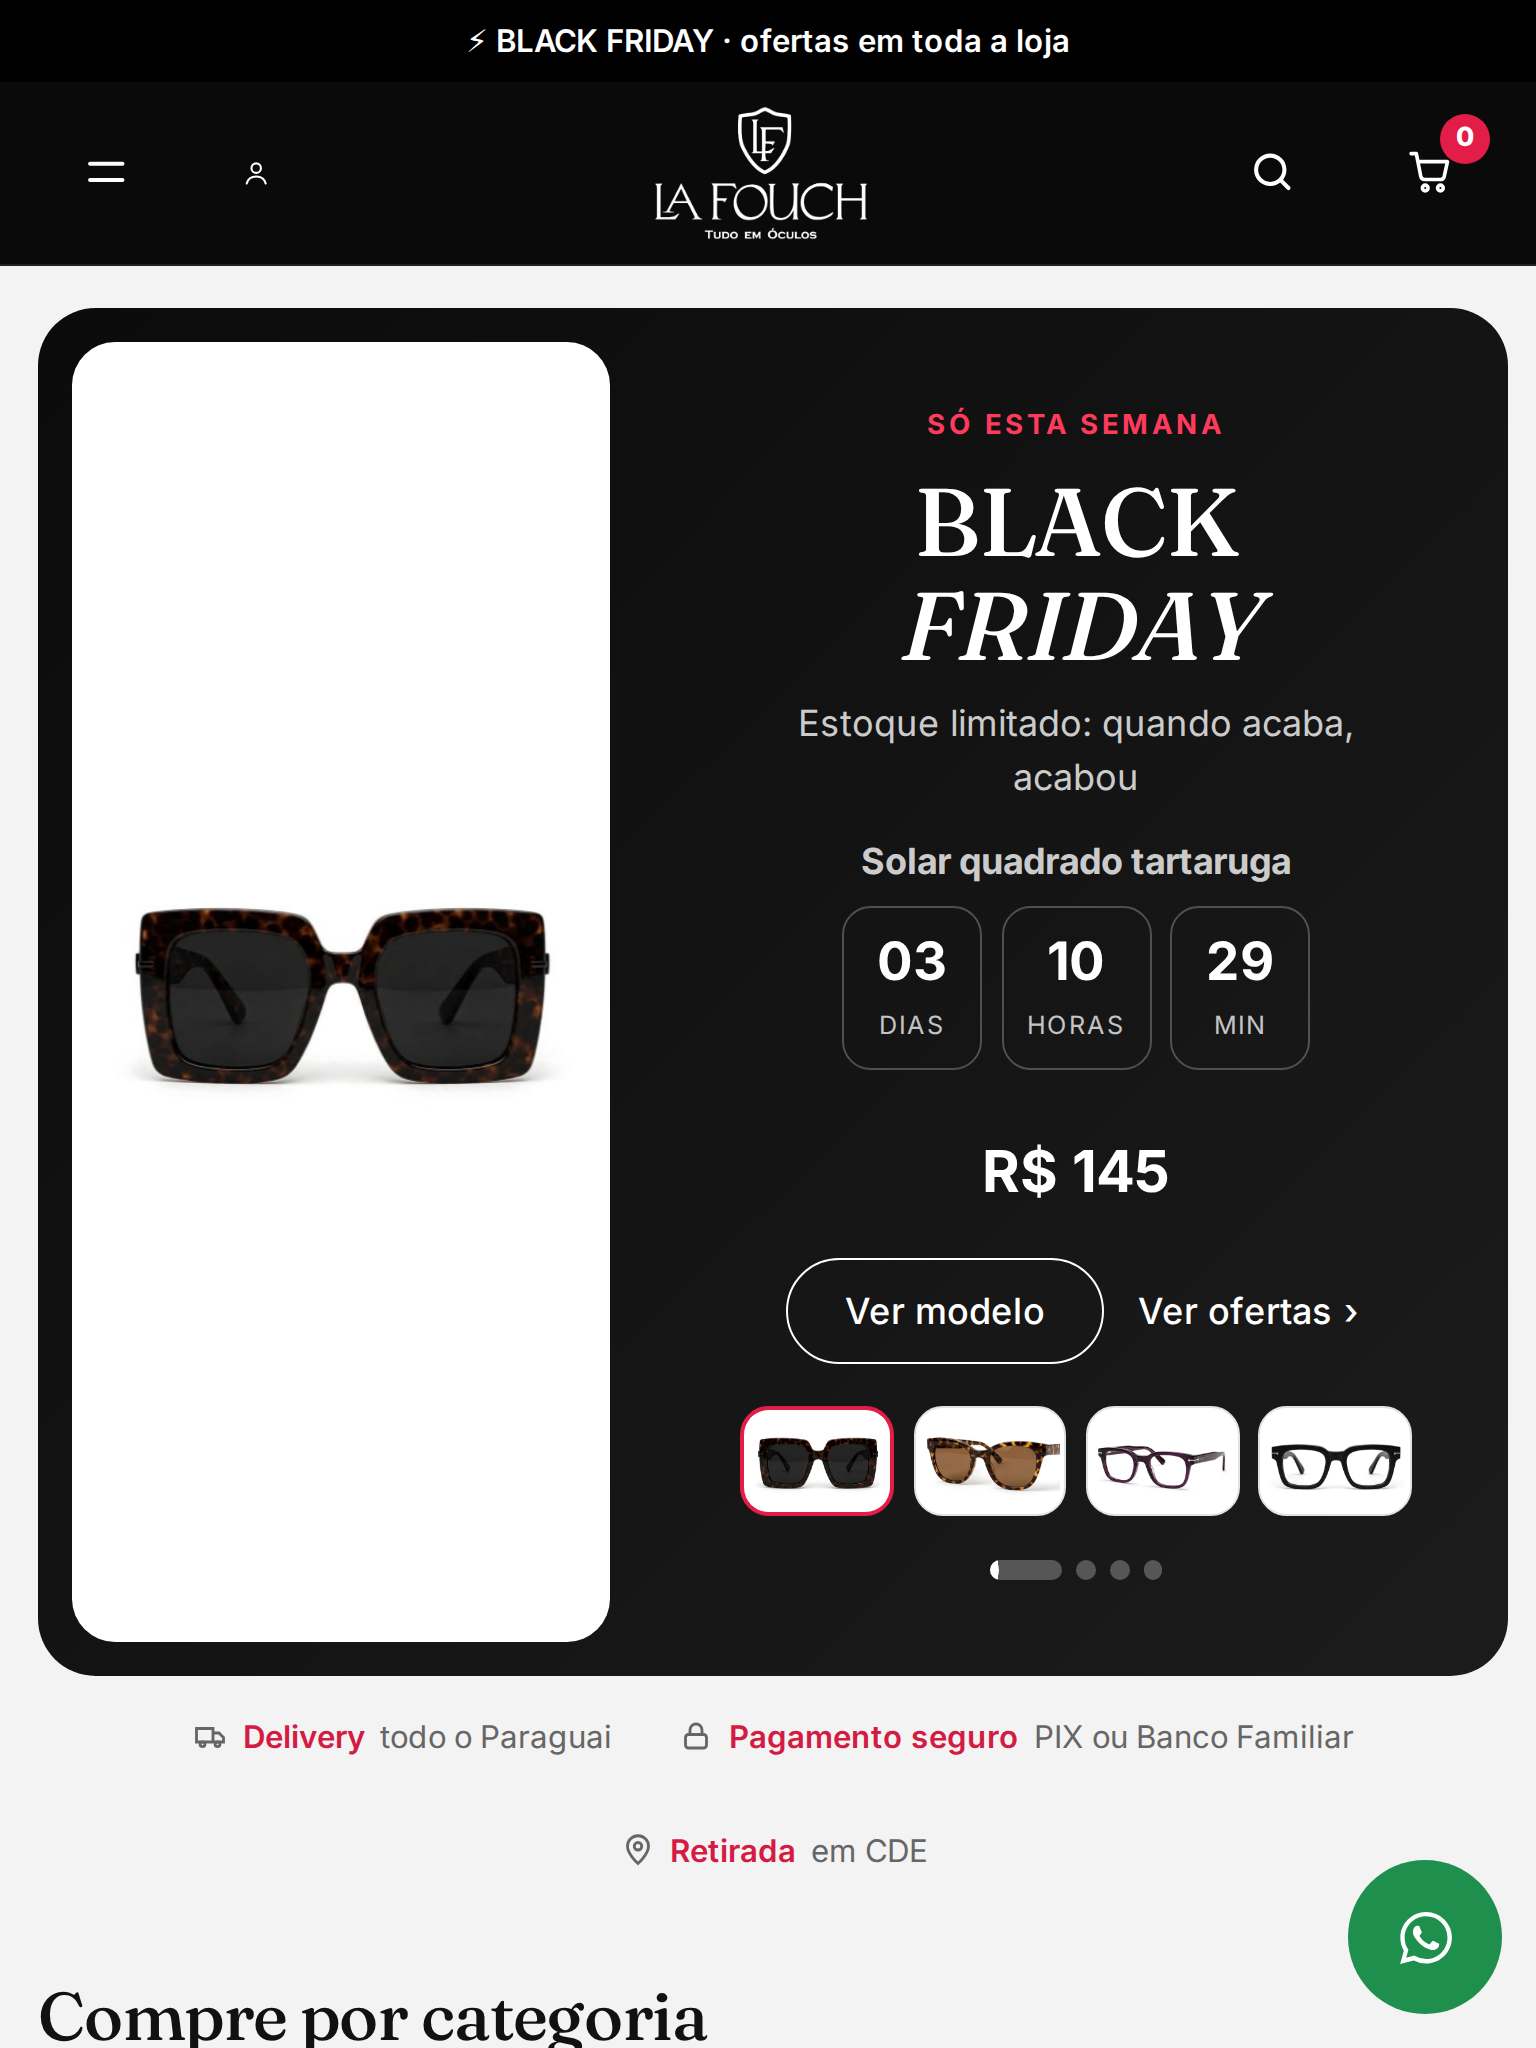 ⚡ BLACK FRIDAY · ofertas em toda a loja
0
LF
LA FOUCH
Tudo em Óculos
SÓ ESTA SEMANA
BLACK
FRIDAY
Estoque limitado: quando acaba,
acabou
Solar quadrado tartaruga
03 10 29
DIAS HORAS MIN
R$ 145
Ver modelo Ver ofertas ›
Delivery todo o Paraguai Pagamento seguro PIX ou Banco Familiar
Retirada em CDE
Compre por categoria